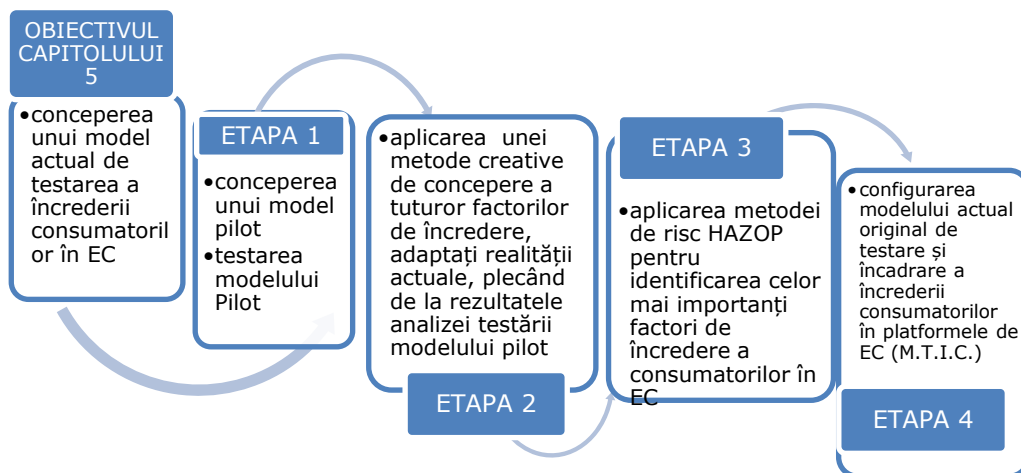 OBIECTIVUL
CAPITOLULUI
5
•conceperea
unui model
actual de
testarea a
încrederii
consumatoril
or în EC
ETAPA 1
•conceperea
unui model
pilot
•testarea
modelului
Pilot
•aplicarea unei
metode creative
de concepere a
tuturor factorilor
de încredere,
adaptați realității
actuale, plecând
de la rezultatele
analizei testării
modelului pilot
ETAPA 2
ETAPA 3
•aplicarea metodei
de risc HAZOP
pentru
identificarea celor
mai importanți
factori de
încredere a
consumatorilor în
EC
•configurarea
modelului actual
original de
testare și
încadrare a
încrederii
consumatorilor
în platformele de
EC (M.T.I.C.)
ETAPA 4